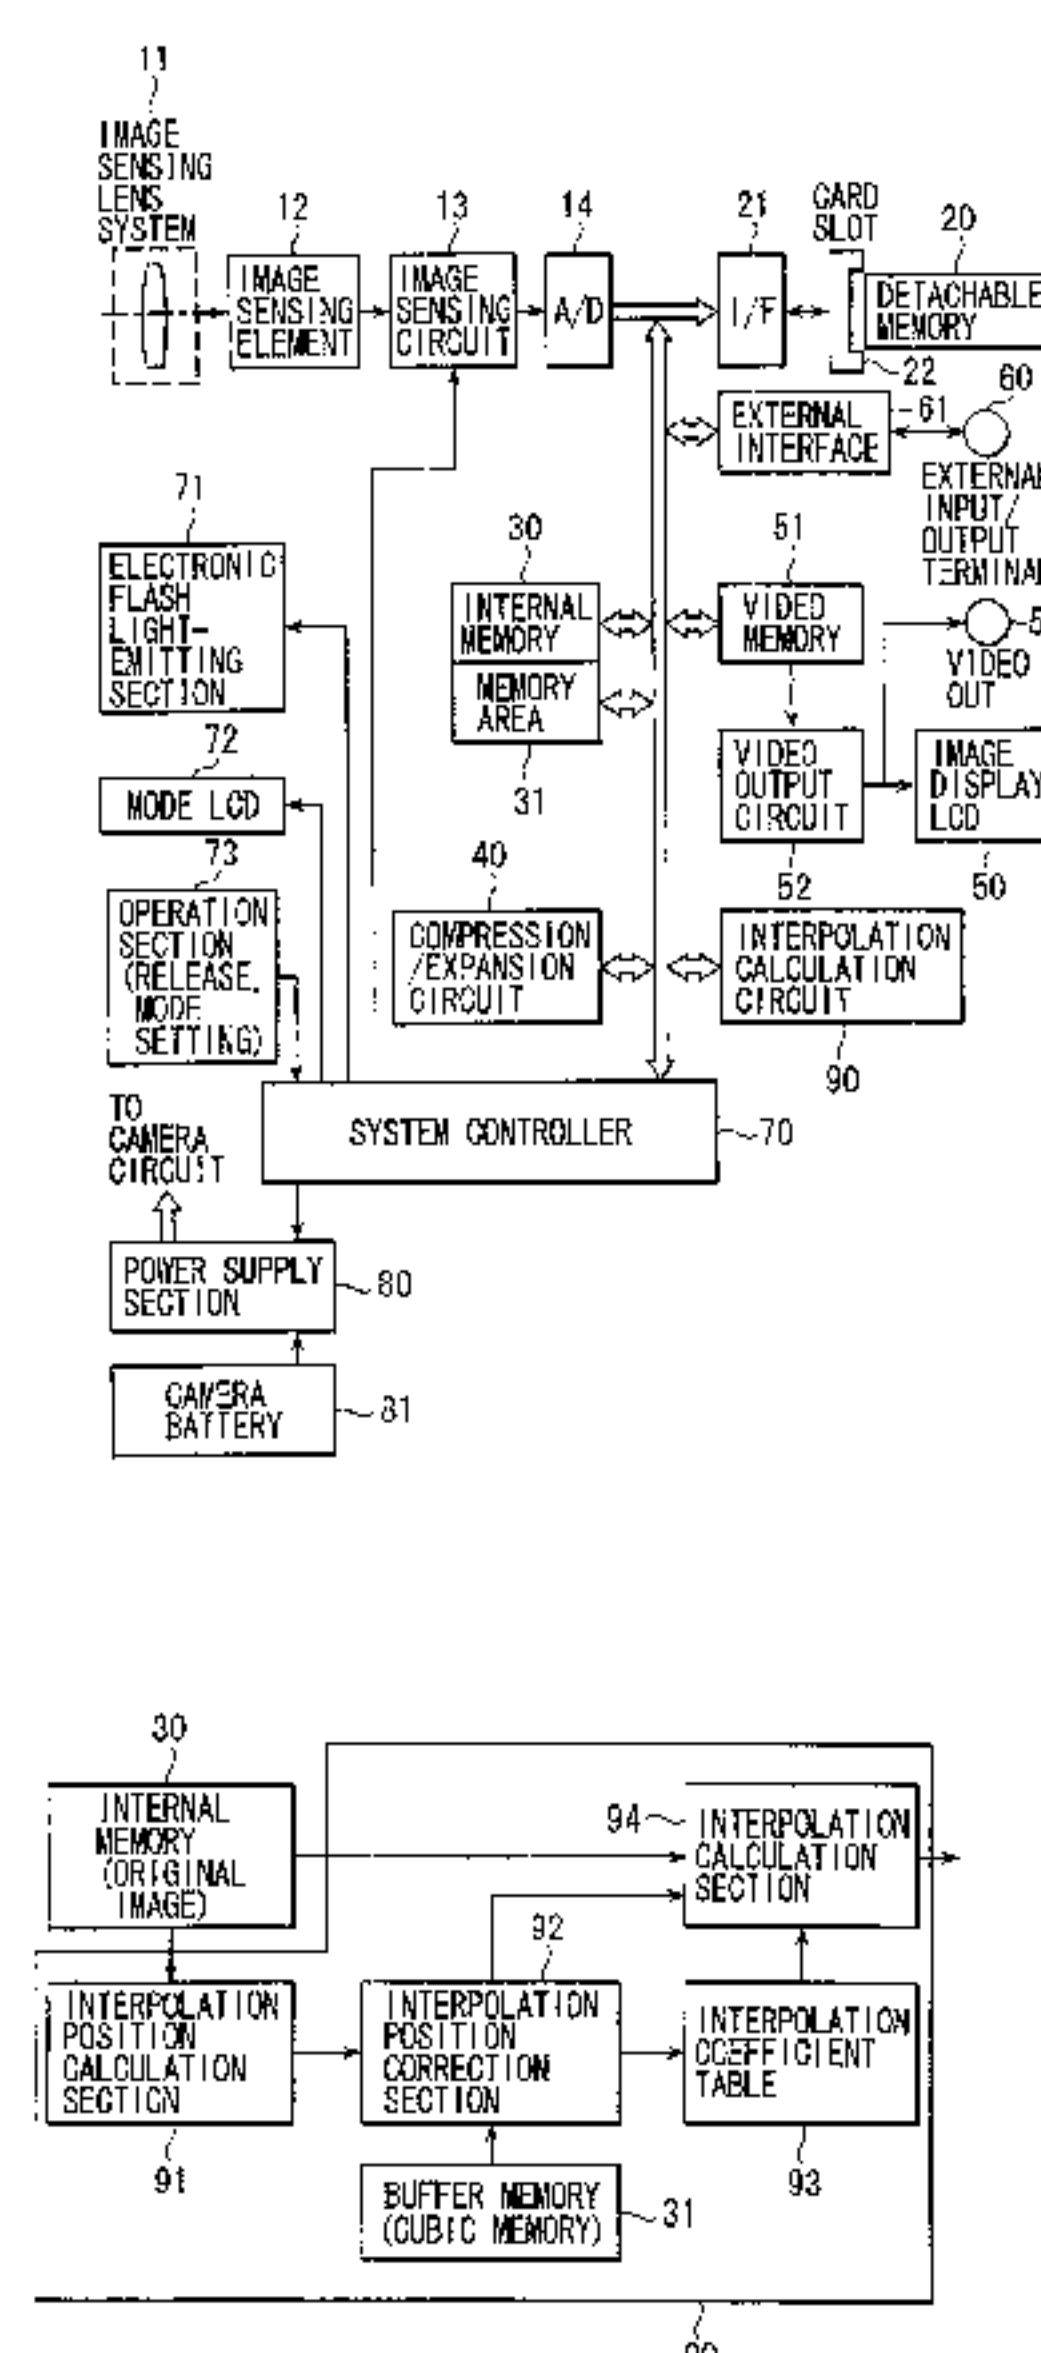 11
IMAGE
SENSING
LENS
SYSTEM
12
IMAGE
SENSING
ELEMENT
13
IMAGE
SENSING
CIRCUIT
14
A/D
21
I/F
CARD
SLOT
20
DETACHABLE
MEMORY
22
60
EXTERNAL
INTERFACE
61
EXTERNAL
INPUT/
OUTPUT
TERMINAL
71
ELECTRONIC
FLASH
LIGHT-
EMITTING
SECTION
30
INTERNAL
MEMORY
MEMORY
AREA
31
51
VIDEO
MEMORY
VIDEO
OUT
72
MODE LCD
VIDEO
OUTPUT
CIRCUIT
52
IMAGE
DISPLAY
LCD
50
73
OPERATION
SECTION
(RELEASE,
MODE
SETTING)
40
COMPRESSION
/EXPANSION
CIRCUIT
INTERPOLATION
CALCULATION
CIRCUIT
90
TO
CAMERA
CIRCUIT
SYSTEM CONTROLLER
70
POWER SUPPLY
SECTION
80
CAMERA
BATTERY
81
30
INTERNAL
MEMORY
(ORIGINAL
IMAGE)
94
INTERPOLATION
CALCULATION
SECTION
92
INTERPOLATION
POSITION
CALCULATION
SECTION
91
INTERPOLATION
POSITION
CORRECTION
SECTION
INTERPOLATION
COEFFICIENT
TABLE
93
BUFFER MEMORY
(CUBIC MEMORY)
31